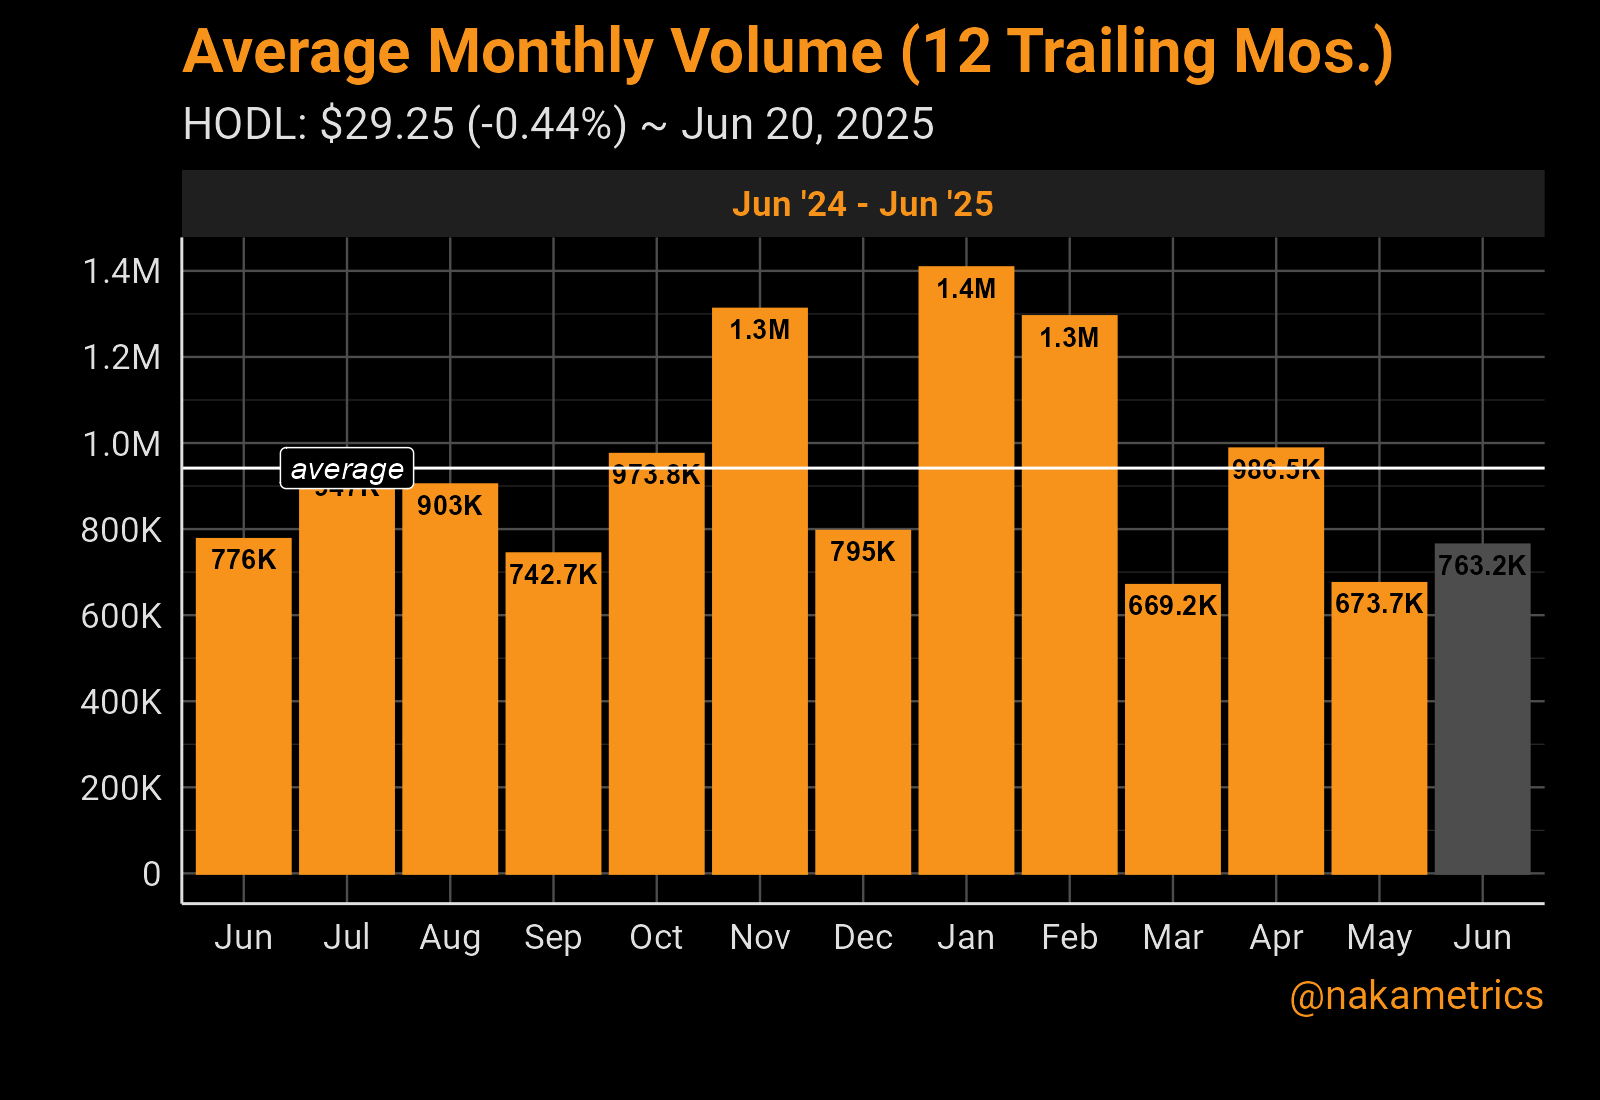 Average Monthly Volume (12 Trailing Mos.)
HODL: $29.25 (-0.44%) ~ Jun 20, 2025
Jun '24 - Jun '25
1.4M
1.2M
1.0M
800K
600K
400K
200K
0
average
776K
903K
742.7K
973.8K
1.3M
795K
1.4M
1.3M
669.2K
986.5K
673.7K
763.2K
Jun Jul Aug Sep Oct Nov Dec Jan Feb Mar Apr May Jun
@nakametrics